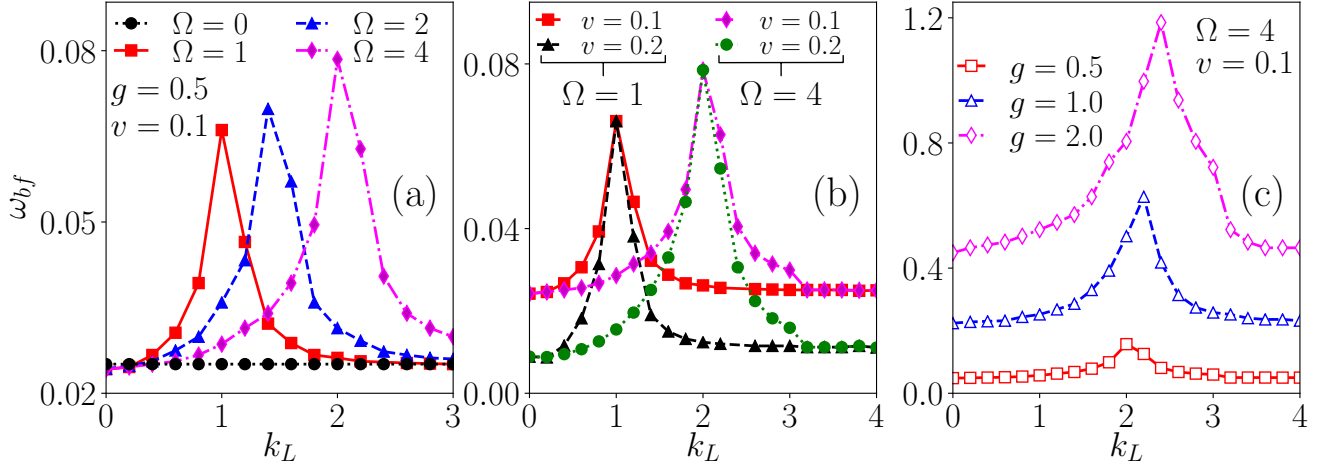 Ω = 0
Ω = 2
Ω = 1
Ω = 4
g = 0.5
v = 0.1
(a)
ω_bf
0.08
0.05
0.02
0 1 2 3
k_L
v = 0.1
v = 0.1
v = 0.2
v = 0.2
Ω = 1
Ω = 4
(b)
0.08
0.04
0.00
0 1 2 3 4
k_L
Ω = 4
v = 0.1
g = 0.5
g = 1.0
g = 2.0
(c)
1.2
0.8
0.4
0.0
0 1 2 3 4
k_L